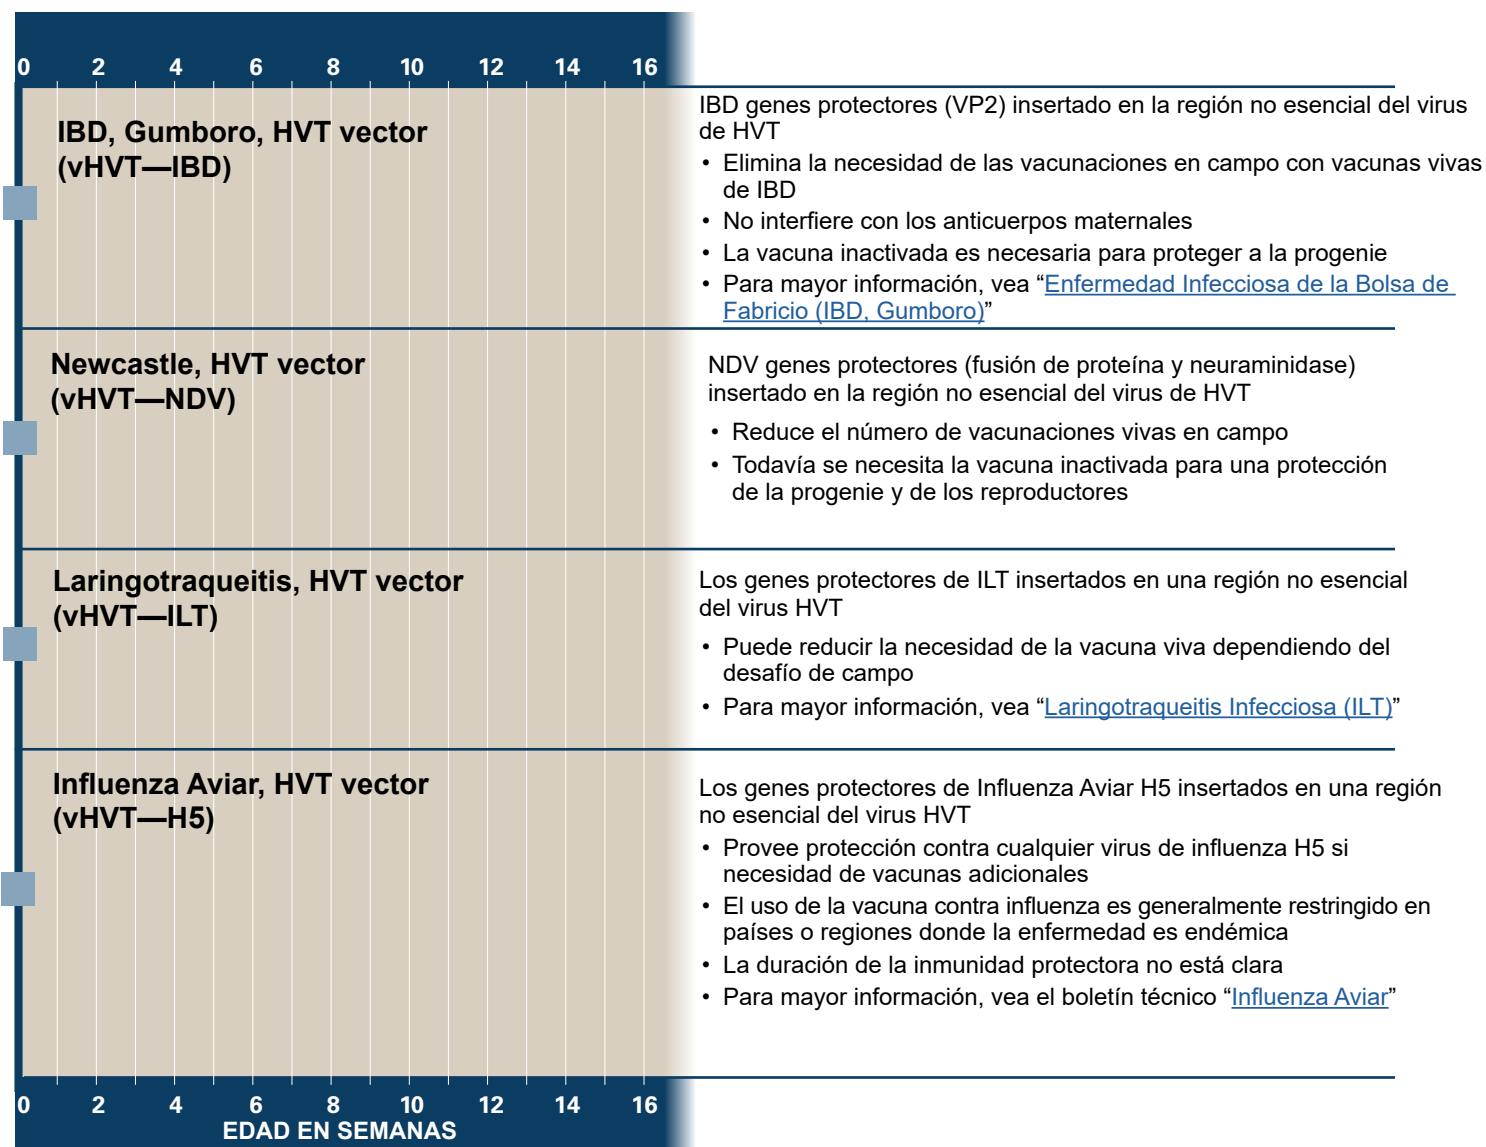 0 2 4 6 8 10 12 14 16
IBD, Gumboro, HVT vector
(vHVT—IBD)
IBD genes protectores (VP2) insertado en la región no esencial del virus
de HVT
• Elimina la necesidad de las vacunaciones en campo con vacunas vivas
de IBD
• No interfiere con los anticuerpos maternales
• La vacuna inactivada es necesaria para proteger a la progenie
• Para mayor información, vea “Enfermedad Infecciosa de la Bolsa de
Fabricio (IBD, Gumboro)”
Newcastle, HVT vector
(vHVT—NDV)
NDV genes protectores (fusión de proteína y neuraminidase)
insertado en la región no esencial del virus de HVT
• Reduce el número de vacunaciones vivas en campo
• Todavía se necesita la vacuna inactivada para una protección
de la progenie y de los reproductores
Laringotraqueitis, HVT vector
(vHVT—ILT)
Los genes protectores de ILT insertados en una región no esencial
del virus HVT
• Puede reducir la necesidad de la vacuna viva dependiendo del
desafío de campo
• Para mayor información, vea “Laringotraqueitis Infecciosa (ILT)”
Influenza Aviar, HVT vector
(vHVT—H5)
Los genes protectores de Influenza Aviar H5 insertados en una región
no esencial del virus HVT
• Provee protección contra cualquier virus de influenza H5 si
necesidad de vacunas adicionales
• El uso de la vacuna contra influenza es generalmente restringido en
países o regiones donde la enfermedad es endémica
• La duración de la inmunidad protectora no está clara
• Para mayor información, vea el boletín técnico “Influenza Aviar”
0 2 4 6 8 10 12 14 16
EDAD EN SEMANAS